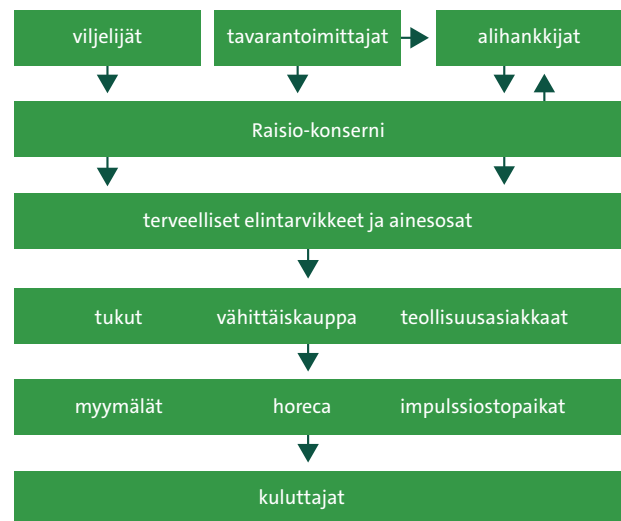 viljelijät tavarantoimittajat alihankkijat
Raisio-konserni
terveelliset elintarvikkeet ja ainesosat
tukut vähittäiskauppa teollisuusasiakkaat
myymälät horeca impulssiostopaikat
kuluttajat